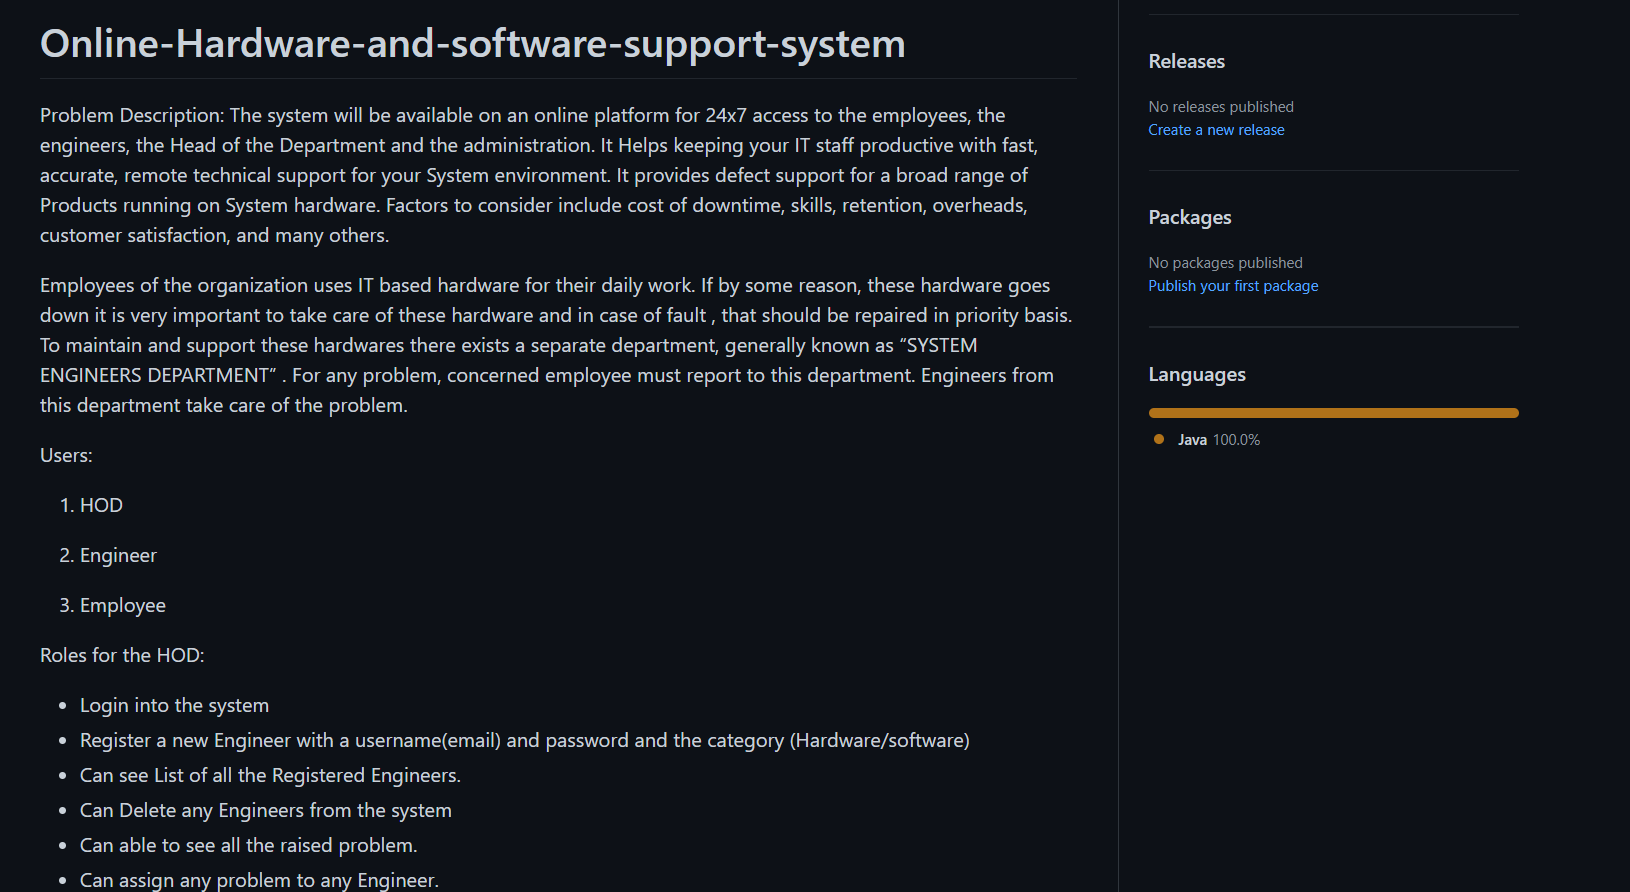 Online-Hardware-and-software-support-system
Problem Description: The system will be available on an online platform for 24x7 access to the employees, the
engineers, the Head of the Department and the administration. It Helps keeping your IT staff productive with fast,
accurate, remote technical support for your System environment. It provides defect support for a broad range of
Products running on System hardware. Factors to consider include cost of downtime, skills, retention, overheads,
customer satisfaction, and many others.
Employees of the organization uses IT based hardware for their daily work. If by some reason, these hardware goes
down it is very important to take care of these hardware and in case of fault , that should be repaired in priority basis.
To maintain and support these hardwares there exists a separate department, generally known as “SYSTEM
ENGINEERS DEPARTMENT” . For any problem, concerned employee must report to this department. Engineers from
this department take care of the problem.
Users:
1. HOD
2. Engineer
3. Employee
Roles for the HOD:
• Login into the system
• Register a new Engineer with a username(email) and password and the category (Hardware/software)
• Can see List of all the Registered Engineers.
• Can Delete any Engineers from the system
• Can able to see all the raised problem.
• Can assign any problem to any Engineer.
Releases
No releases published
Create a new release
Packages
No packages published
Publish your first package
Languages
Java 100.0%